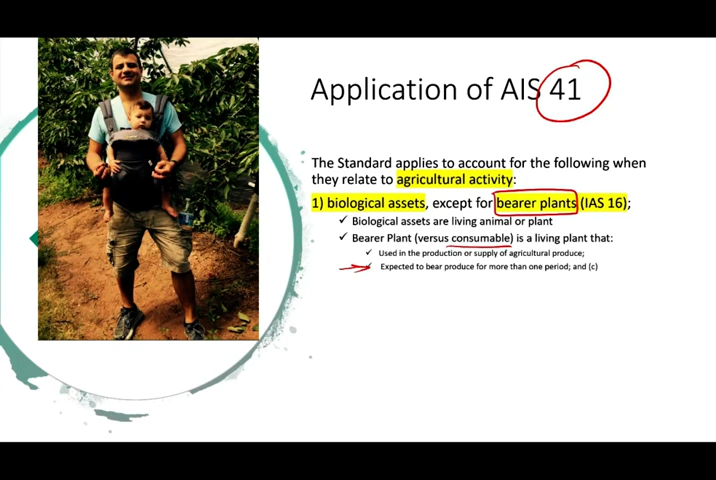 Application of AIS 41
The Standard applies to account for the following when
they relate to agricultural activity:
1) biological assets, except for bearer plants (IAS 16);
✓ Biological assets are living animal or plant
✓ Bearer Plant (versus consumable) is a living plant that:
✓ Used in the production or supply of agricultural produce;
✓ Expected to bear produce for more than one period; and (c)